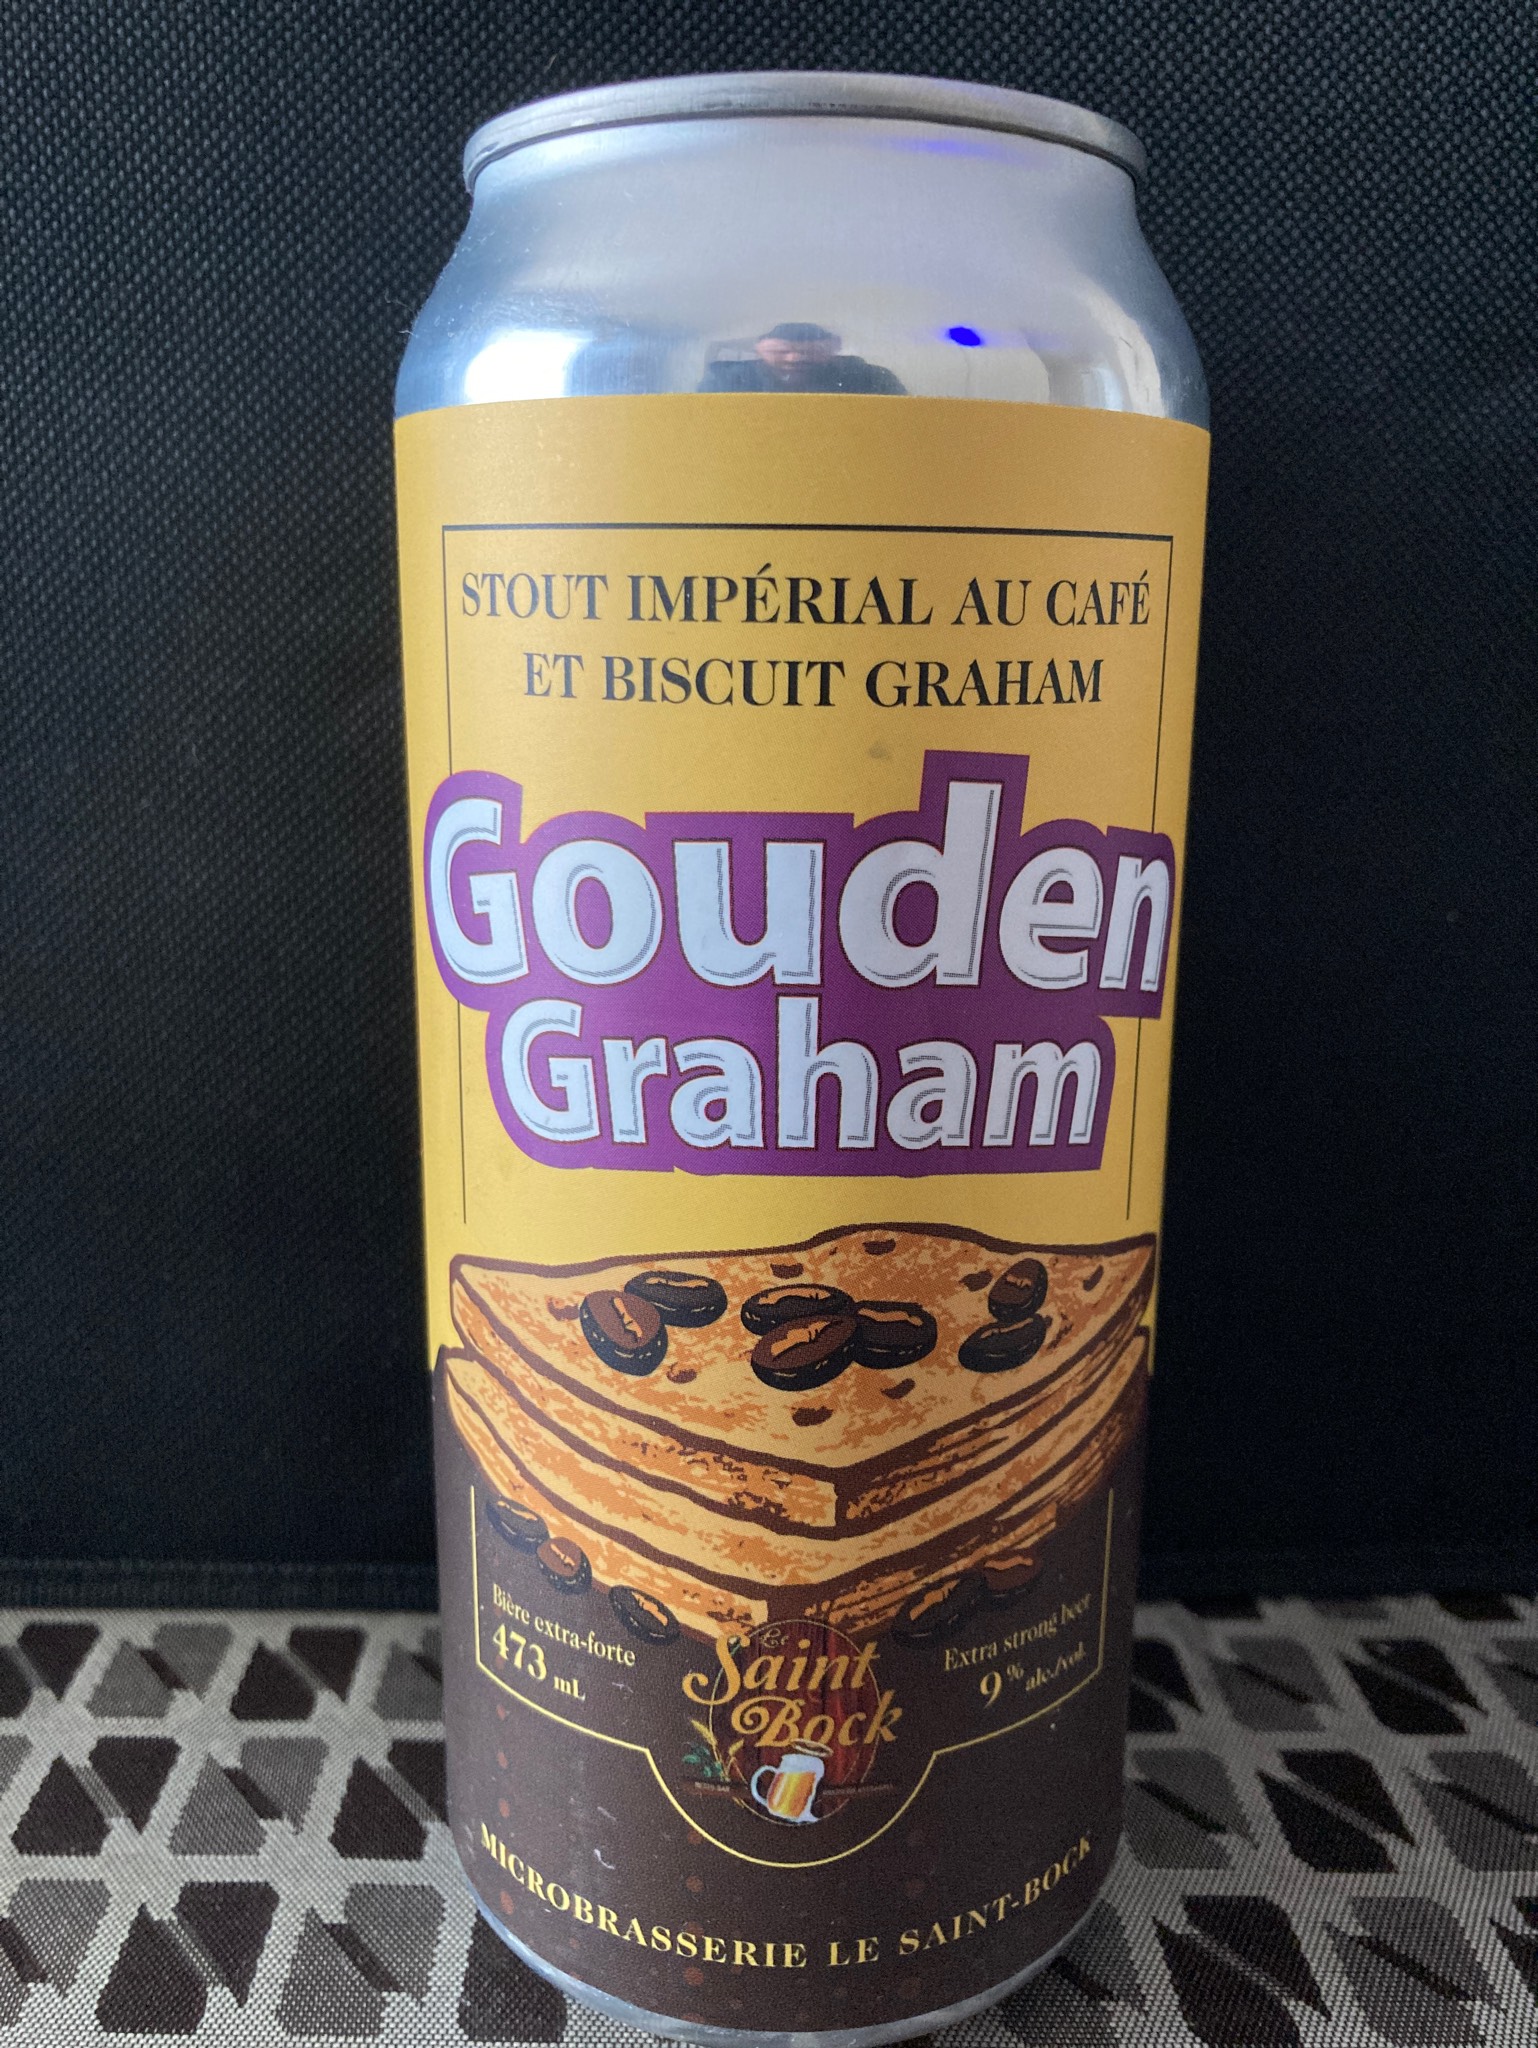 STOUT IMPÉRIAL AU CAFÉ
ET BISCUIT GRAHAM
Gouden
Graham
Bière extra-forte
473 mL
Extra strong beer
9 % alc./vol.
Le
Saint
Bock
MICROBRASSERIE LE SAINT-BOCK